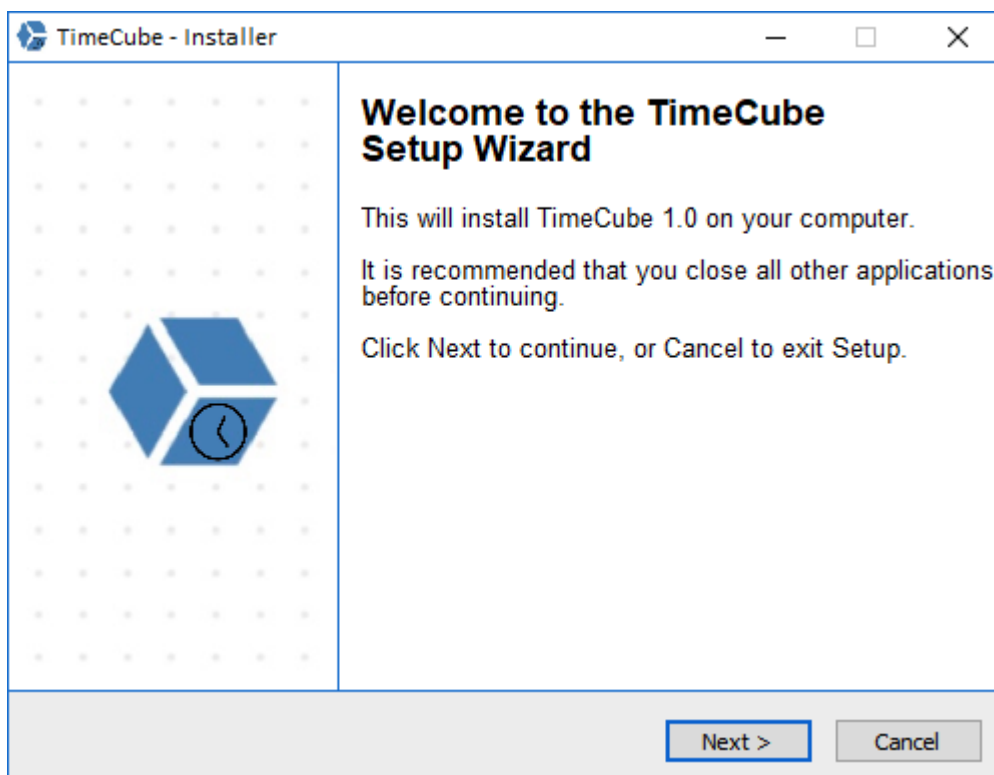 TimeCube - Installer
Welcome to the TimeCube
Setup Wizard
This will install TimeCube 1.0 on your computer.
It is recommended that you close all other applications
before continuing.
Click Next to continue, or Cancel to exit Setup.
Next >
Cancel